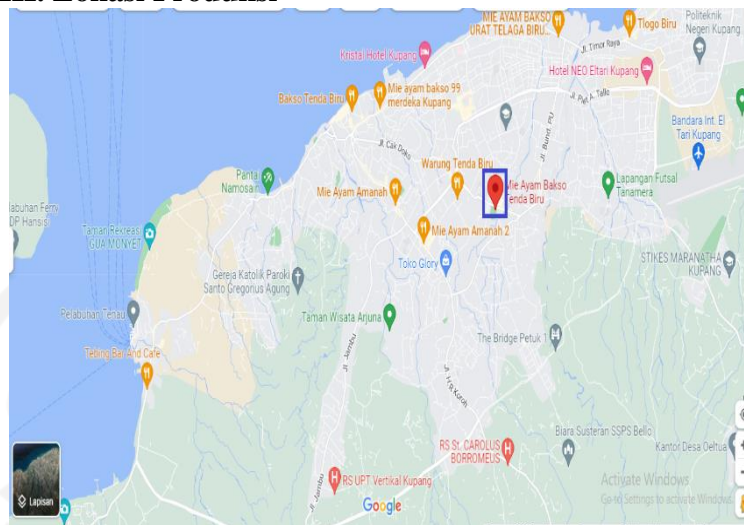 Lokasi Produksi
MIE AYAM BAKSO
URAT TELAGA BIRU...
Tlogo Biru
Politeknik
Negeri Kupang
Jl. Timor Raya
Kristal Hotel Kupang
Hotel NEO Eltari Kupang
Jl. Piet A. Tallo
Bakso Tenda Biru
Mie ayam bakso 99
merdeka Kupang
Jl. Bund. PU
Bandara Int. El
Tari Kupang
Jl. Cak Doko
Warung Tenda Biru
Panta
Namosain
Mie Ayam Amanah
Mie Ayam Bakso
Tenda Biru
Lapangan Futsal
Tanamera
abuhan Ferry
DP Hansis
Taman Rekreas
GUA MONYET
Mie Ayam Amanah 2
Toko Glory
STIKES MARANATHA
KUPANG
Gereja Katolik Paroki
Santo Gregorius Agung
Pelabuhan Tenau
Taman Wisata Arjuna
The Bridge Petuk 1
Tebing Bar And Cafe
Jl. Jambu
Jl. H.R. Koroh
Biara Susteran SSPS Bello
RS St. CAROLUS
BORROMEUS
Kantor Desa Oeltua
RS UPT Vertikal Kupang
Jl. Jambu
Activate Windows
Go to Settings to activate Windows.
Lapisan
Google